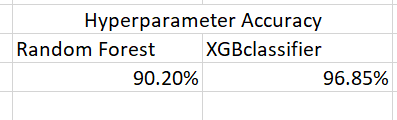 Hyperparameter Accuracy
Random Forest XGBclassifier
90.20% 96.85%